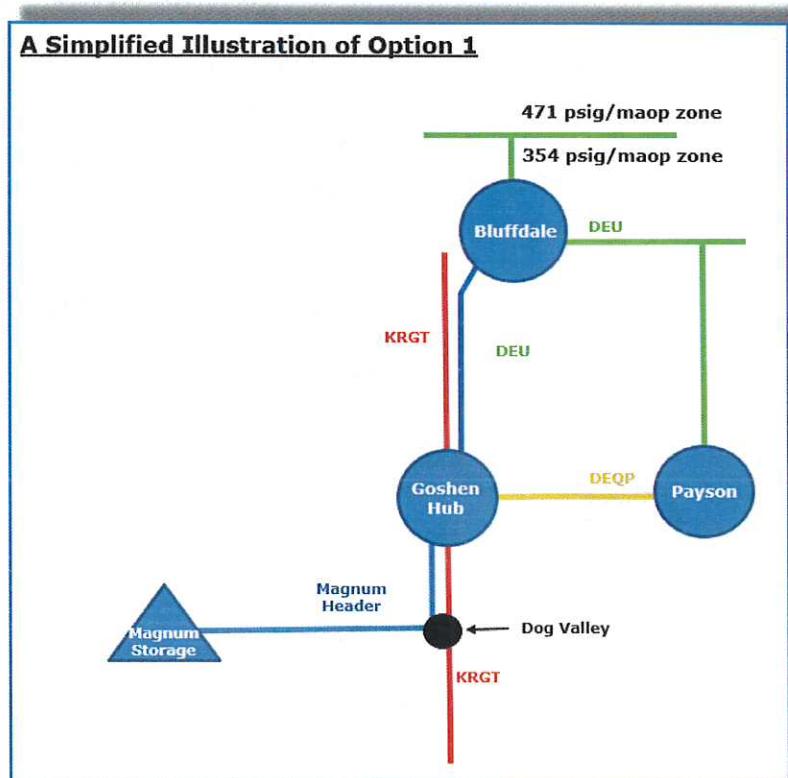 A Simplified Illustration of Option 1
471 psig/maop zone
354 psig/maop zone
Bluffdale
DEU
KRGT
DEU
Goshen
Hub
DEQP
Payson
Magnum
Header
Magnum
Storage
Dog Valley
KRGT